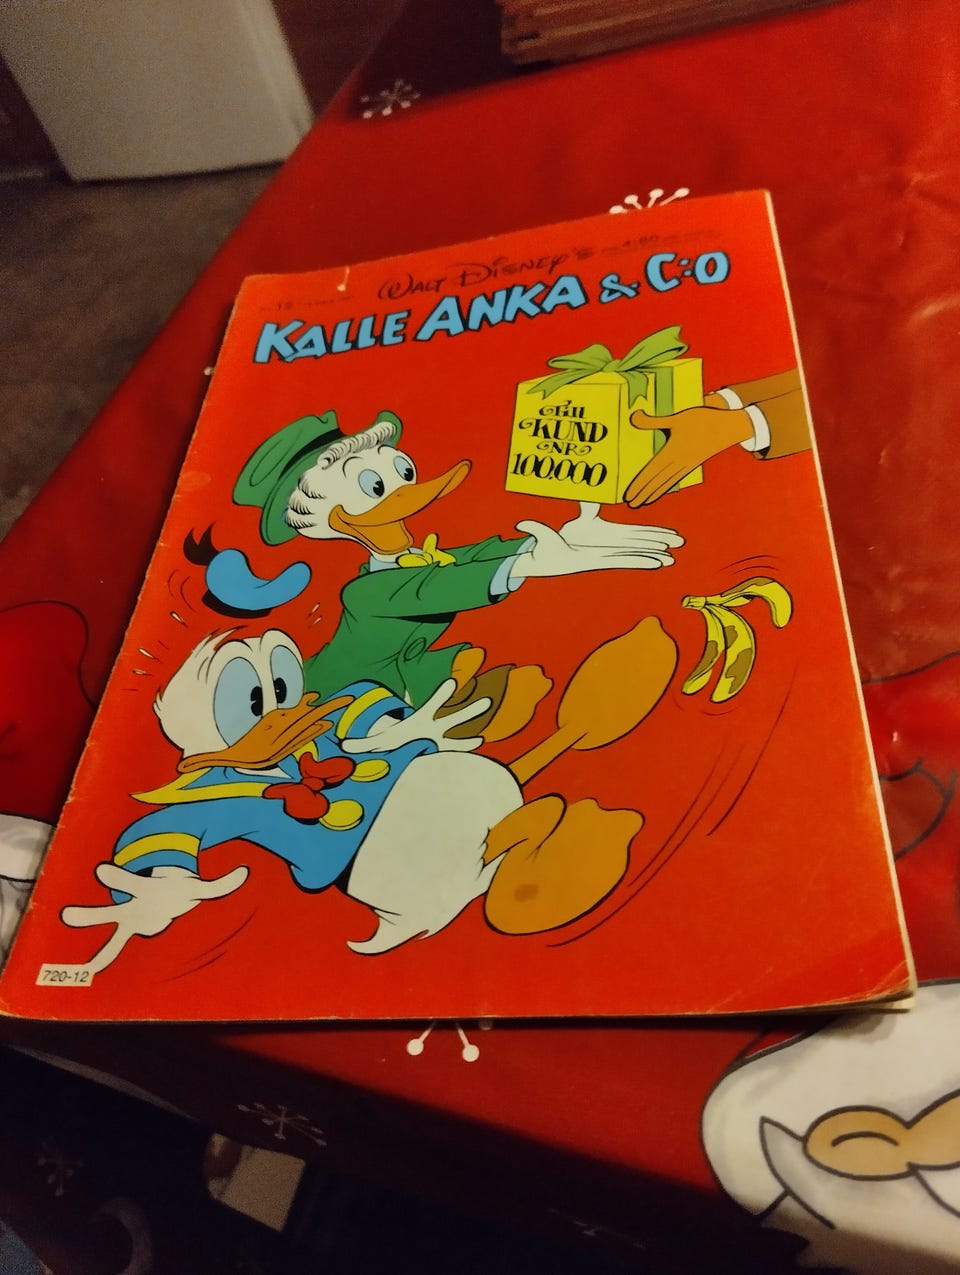 WALT DISNEY'S
KALLE ANKA & C:O
Till
KUND
NR
100.000
720-12